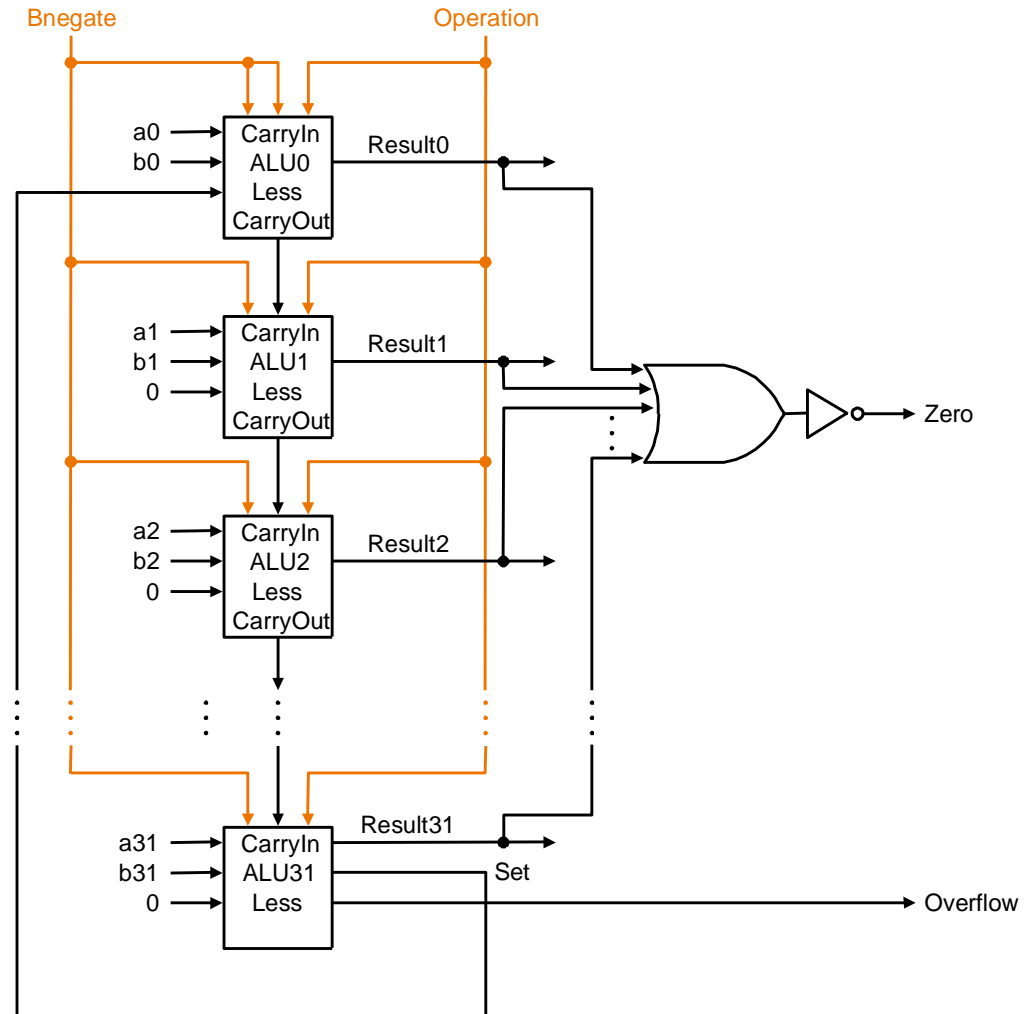 Bnegate
Operation
a0
b0
CarryIn
ALU0
Less
CarryOut
Result0
a1
b1
0
CarryIn
ALU1
Less
CarryOut
Result1
Zero
a2
b2
0
CarryIn
ALU2
Less
CarryOut
Result2
a31
b31
0
CarryIn
ALU31
Less
Result31
Set
Overflow